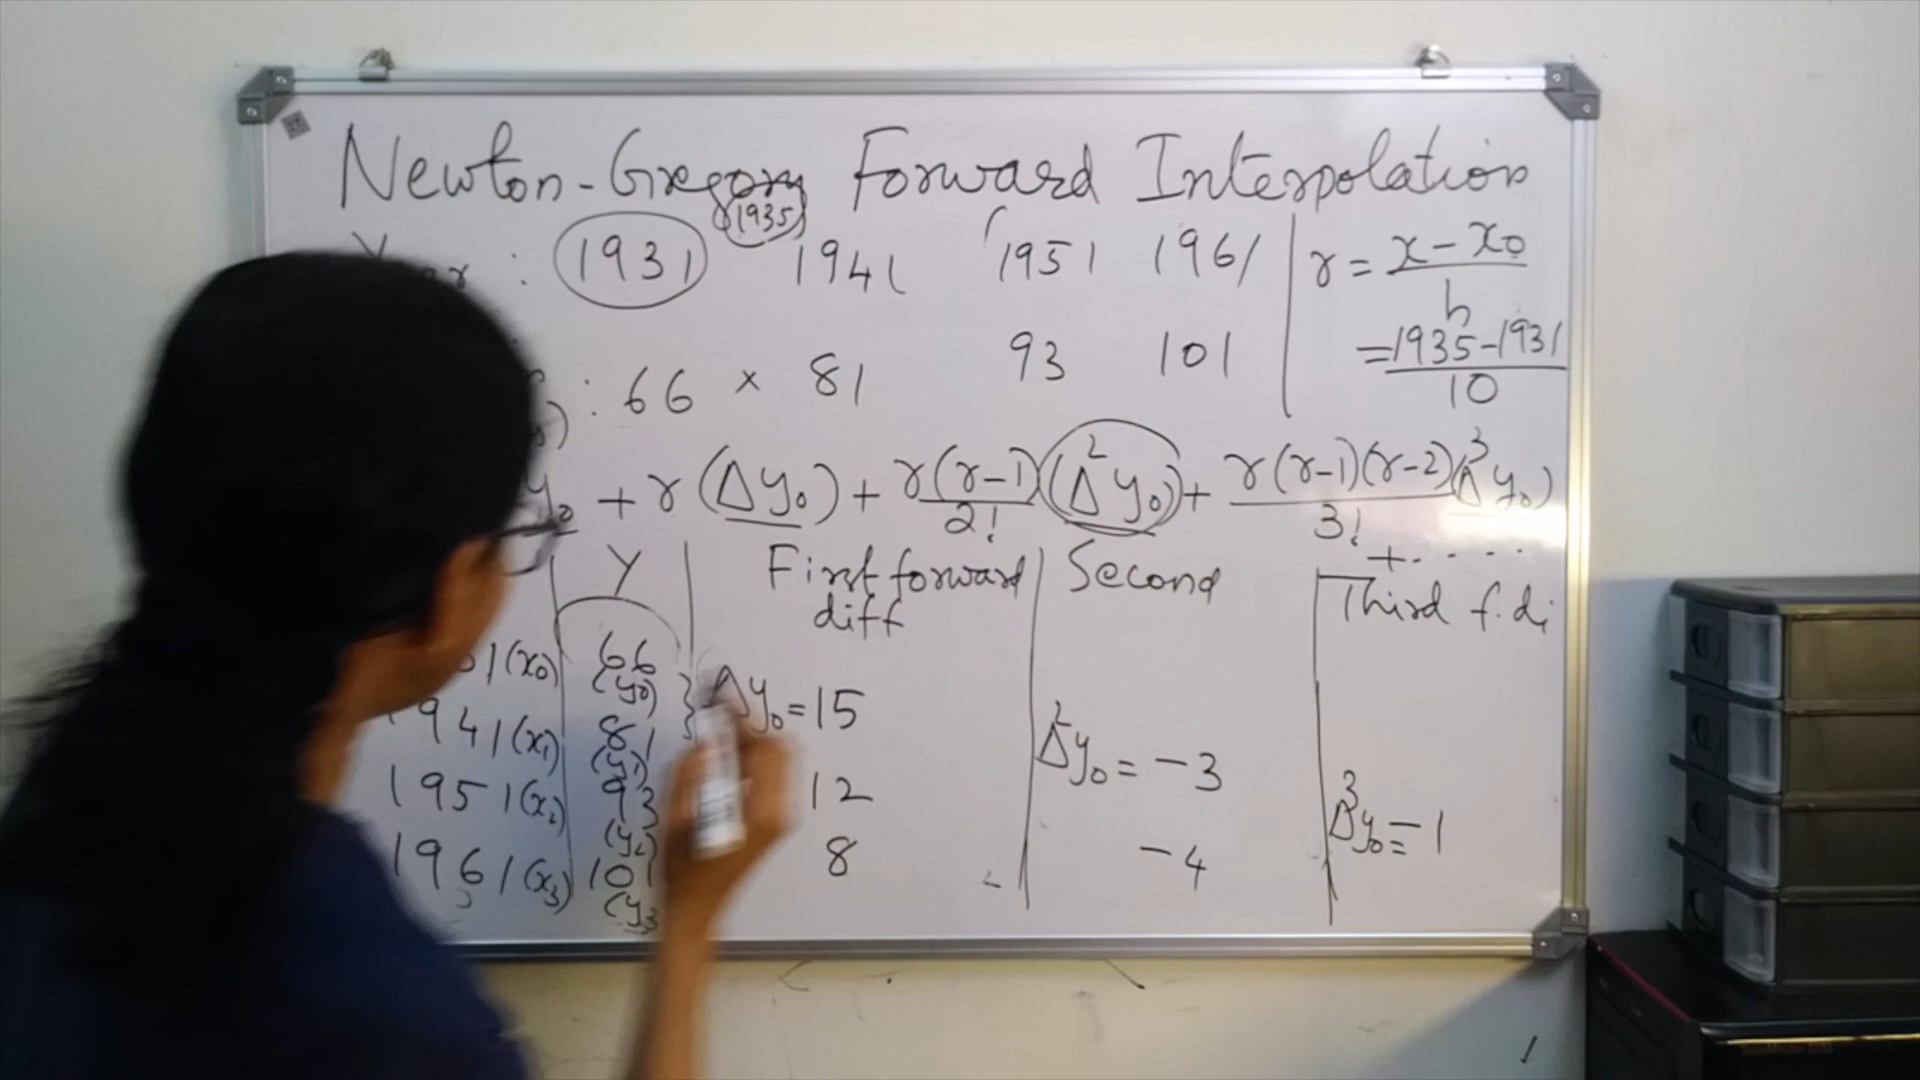 Newton-Gregory Forward Interpolation
1935
: 1931 1941 1951 1961
r = x - x₀ / h
= 1935-1931 / 10
: 66 × 81 93 101
y₀ + r (Δy₀) + r(r-1)/2! (Δ²y₀) + r(r-1)(r-2)/3! (Δ³y₀)
+ . . . .
Y First forward diff Second Third f. di
1(x₀) 66 (y₀) Δy₀ = 15
1941(x₁) 81 (y₁) Δ²y₀ = -3
1951(x₂) 93 (y₂) 12 Δ³y₀ = -1
1961(x₃) 101 (y₃ 8 -4